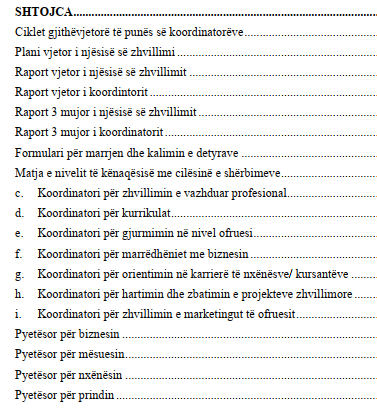 SHTOJCA..........................................................................................
Ciklet gjithëvjetorë të punës së koordinatorëve.............................................
Plani vjetor i njësisë së zhvillimi...................................................................
Raport vjetor i njësisë së zhvillimit................................................................
Raport vjetor i koordintorit............................................................................
Raport 3 mujor i njësisë së zhvillimit............................................................
Raport 3 mujor i koordinatorit.......................................................................
Formulari për marrjen dhe kalimin e detyrave ..............................................
Matja e nivelit të kënaqësisë me cilësinë e shërbimeve................................
c. Koordinatori për zhvillimin e vazhduar profesional..............................
d. Koordinatori për kurrikulat.....................................................................
e. Koordinatori për gjurmimin në nivel ofruesi.........................................
f. Koordinatori për marrëdhëniet me biznesin ..........................................
g. Koordinatori për orientimin në karrierë të nxënësve/ kursantëve ........
h. Koordinatori për hartimin dhe zbatimin e projekteve zhvillimore .......
i. Koordinatori për zhvillimin e marketingut të ofruesit...........................
Pyetësor për biznesin ......................................................................................
Pyetësor për mësuesin.....................................................................................
Pyetësor për nxënësin .....................................................................................
Pyetësor për prindin ........................................................................................